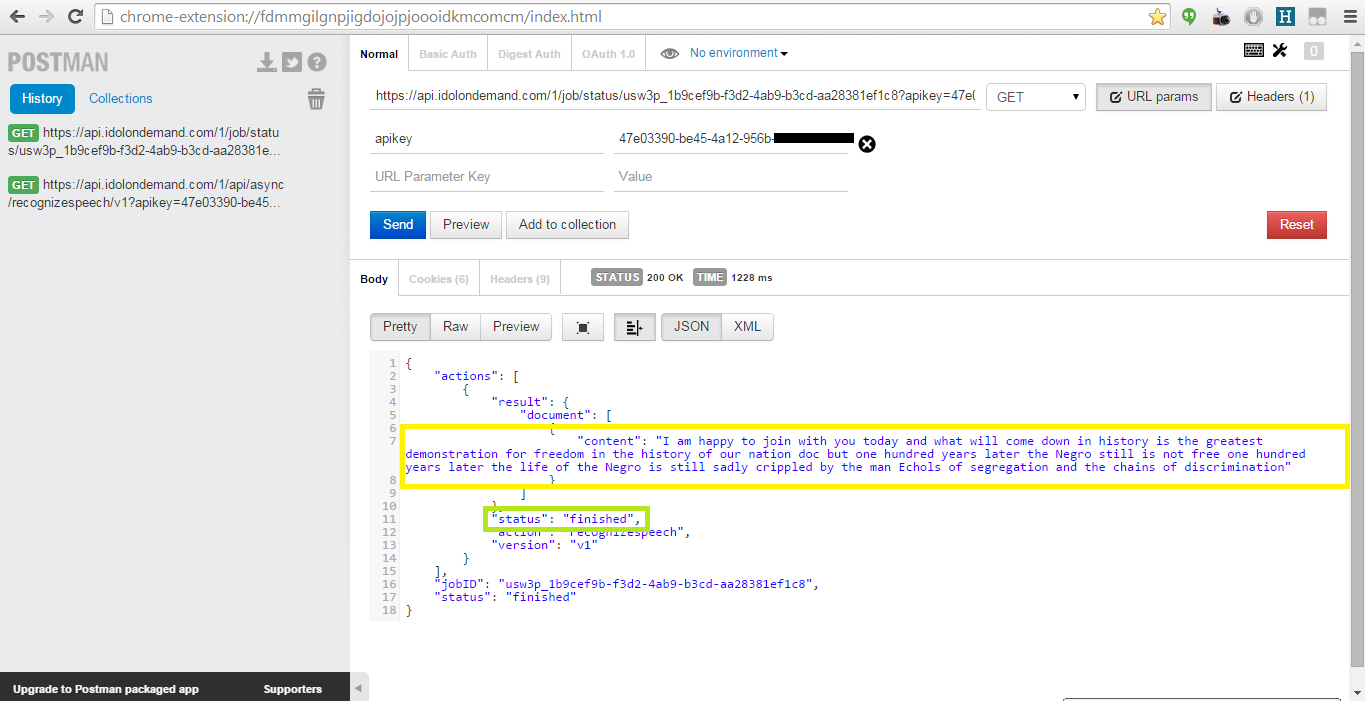 chrome-extension://fdmmgilgnpjigdojojpjoooidkmcomcm/index.html
POSTMAN
History Collections
GET https://api.idolondemand.com/1/job/statu
s/usw3p_1b9cef9b-f3d2-4ab9-b3cd-aa28381e...
GET https://api.idolondemand.com/1/api/async
/recognizespeech/v1?apikey=47e03390-be45...
Upgrade to Postman packaged app Supporters
Normal Basic Auth Digest Auth OAuth 1.0 No environment 0
https://api.idolondemand.com/1/job/status/usw3p_1b9cef9b-f3d2-4ab9-b3cd-aa28381ef1c8?apikey=47e0 GET URL params Headers (1)
apikey 47e03390-be45-4a12-956b-
URL Parameter Key Value
Send Preview Add to collection Reset
Body Cookies (6) Headers (9) STATUS 200 OK TIME 1228 ms
Pretty Raw Preview JSON XML
1 {
2 "actions": [
3 {
4 "result": {
5 "document": [
6 {
7 "content": "I am happy to join with you today and what will come down in history is the greatest
demonstration for freedom in the history of our nation doc but one hundred years later the Negro still is not free one hundred
years later the life of the Negro is still sadly crippled by the man Echols of segregation and the chains of discrimination"
8 }
9 ]
10 },
11 "status": "finished",
12 "action": "recognizespeech",
13 "version": "v1"
14 }
15 ],
16 "jobID": "usw3p_1b9cef9b-f3d2-4ab9-b3cd-aa28381ef1c8",
17 "status": "finished"
18 }